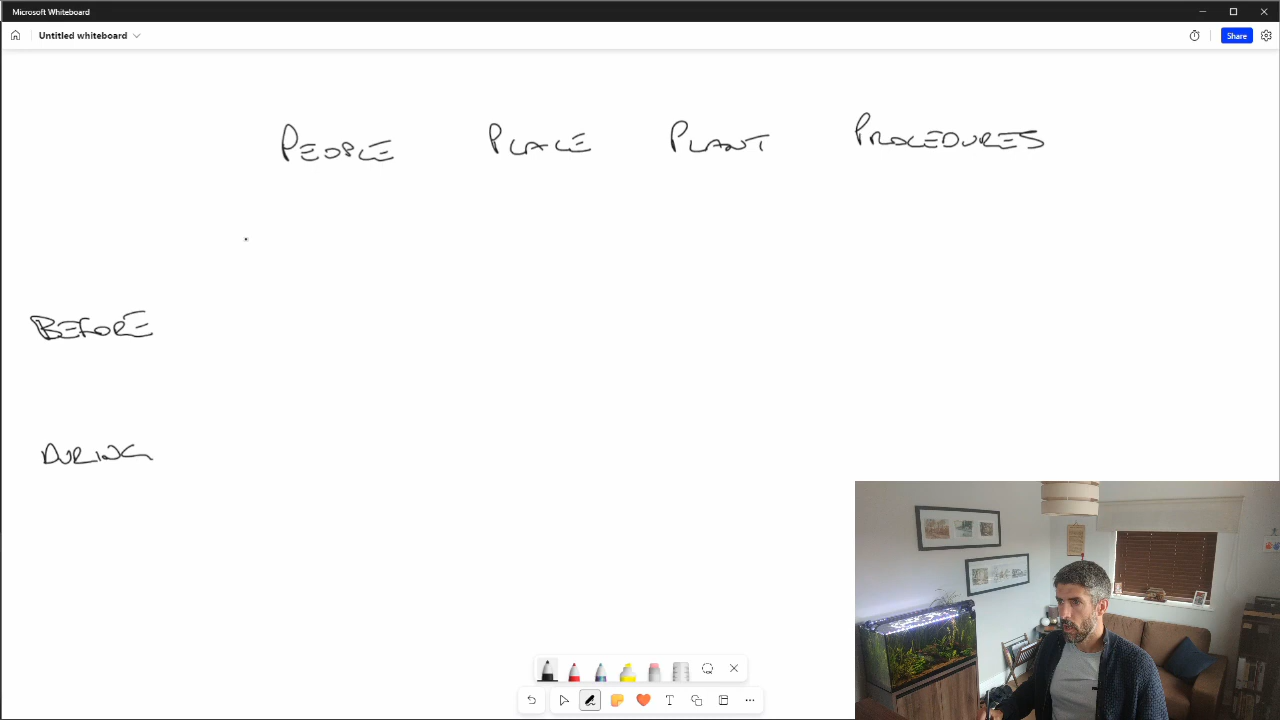 Microsoft Whiteboard
Untitled whiteboard
Share
PEOPLE PLACE PLANT PROCEDURES
BEFORE
DURING